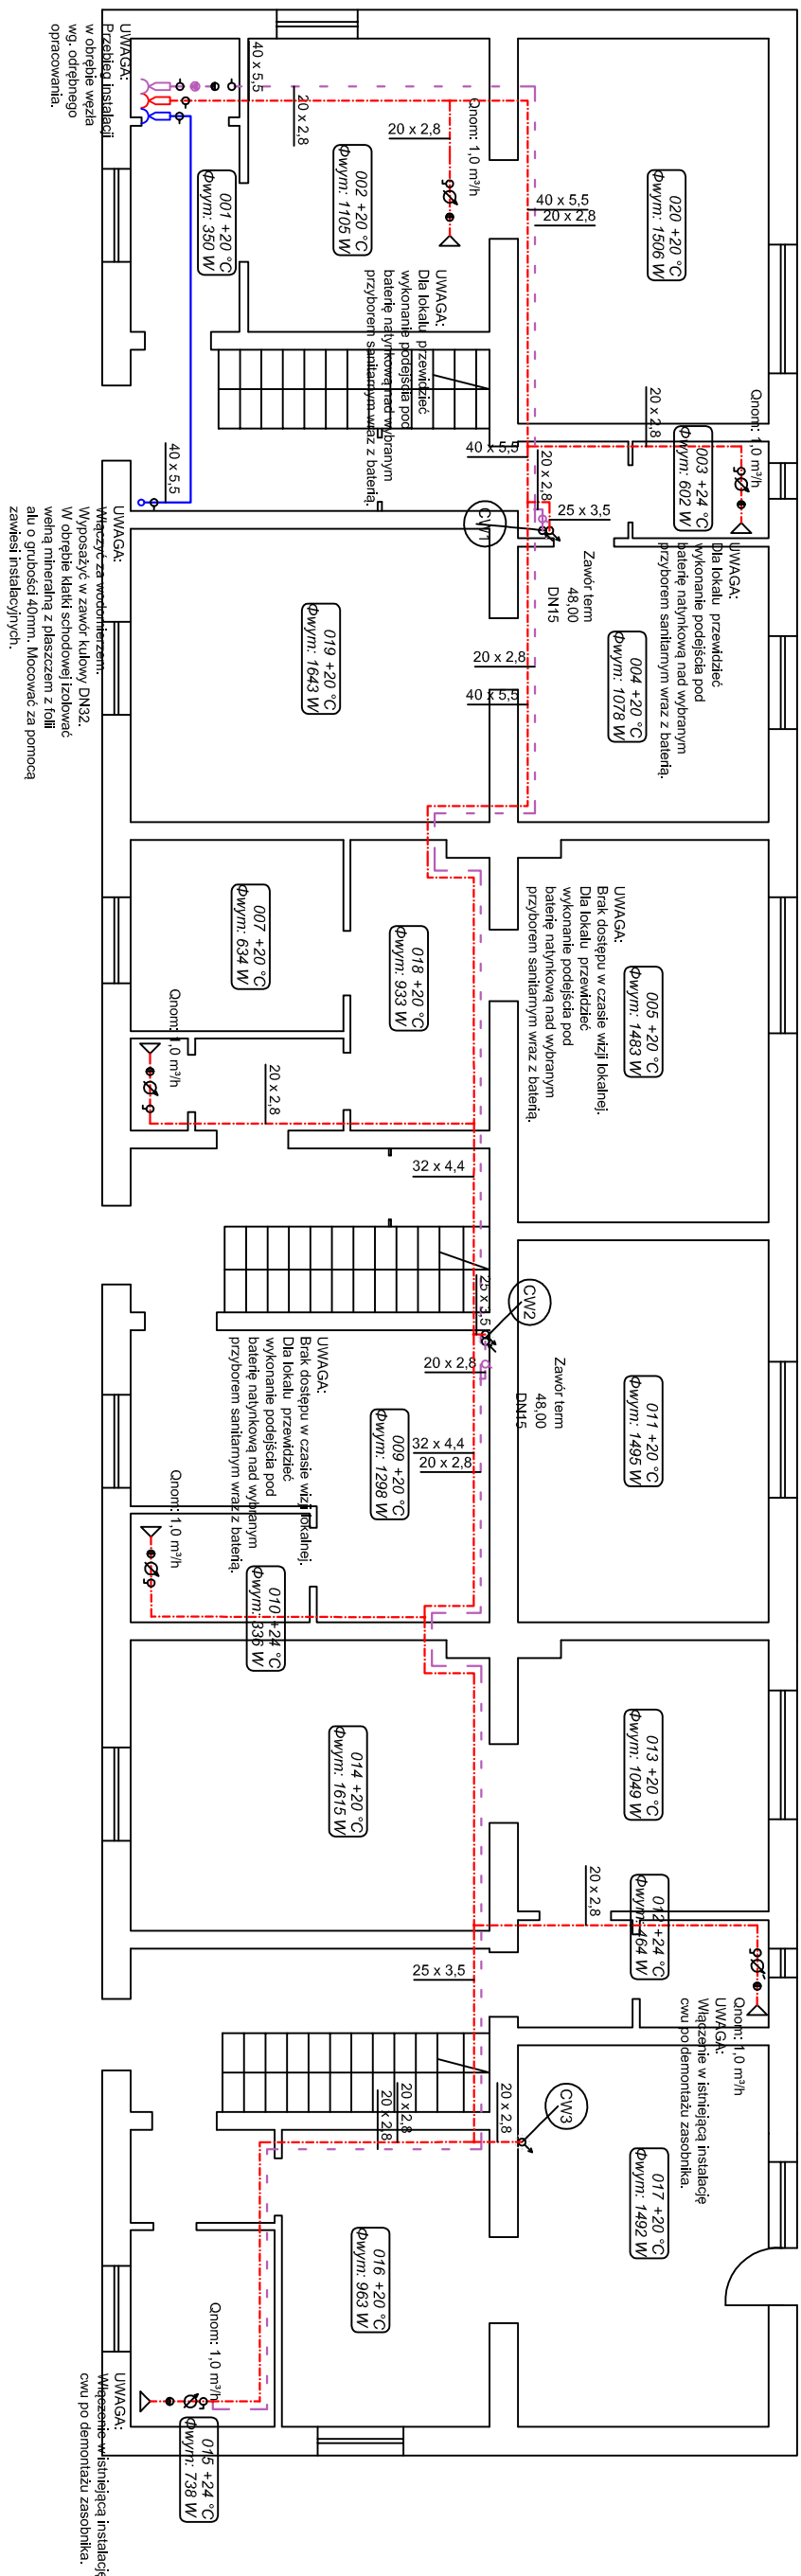 UWAGA:
Przebieg instalacji
w obrębie węzła
wg. odrębnego
opracowania.
40 x 5,5
20 x 2,8
20 x 2,8
Qnom: 1,0 m³/h
001 +20 °C
Φwym: 350 W
002 +20 °C
Φwym: 1105 W
020 +20 °C
Φwym: 1506 W
40 x 5,5
20 x 2,8
UWAGA:
Dla lokalu przewidzieć
wykonanie podejścia pod
baterię natynkową nad wybranym
przyborem sanitarnym wraz z baterią.
40 x 5,5
40 x 5,5
20 x 2,8
20 x 2,8
25 x 3,5
Qnom: 1,0 m³/h
003 +24 °C
Φwym: 602 W
CW1
UWAGA:
Włączyć za wodomierzem.
Wyposażyć w zawór kulowy DN32.
W obrębie klatki schodowej izolować
wełną mineralną z płaszczem z folii
alu o grubości 40mm. Mocować za pomocą
zawiesi instalacyjnych.
Zawór term
48,00
DN15
UWAGA:
Dla lokalu przewidzieć
wykonanie podejścia pod
baterię natynkową nad wybranym
przyborem sanitarnym wraz z baterią.
019 +20 °C
Φwym: 1643 W
004 +20 °C
Φwym: 1078 W
20 x 2,8
40 x 5,5
007 +20 °C
Φwym: 634 W
018 +20 °C
Φwym: 933 W
UWAGA:
Brak dostępu w czasie wizji lokalnej.
Dla lokalu przewidzieć
wykonanie podejścia pod
baterię natynkową nad wybranym
przyborem sanitarnym wraz z baterią.
005 +20 °C
Φwym: 1483 W
Qnom: 1,0 m³/h
20 x 2,8
32 x 4,4
25 x 3,5
CW2
20 x 2,8
Zawór term
48,00
DN15
UWAGA:
Brak dostępu w czasie wizji lokalnej.
Dla lokalu przewidzieć
wykonanie podejścia pod
baterię natynkową nad wybranym
przyborem sanitarnym wraz z baterią.
009 +20 °C
Φwym: 1298 W
011 +20 °C
Φwym: 1495 W
32 x 4,4
20 x 2,8
Qnom: 1,0 m³/h
010 +24 °C
Φwym: 336 W
014 +20 °C
Φwym: 1615 W
013 +20 °C
Φwym: 1049 W
20 x 2,8
012 +24 °C
Φwym: 464 W
25 x 3,5
Qnom: 1,0 m³/h
UWAGA:
Włączenie w istniejącą instalację
cwu po demontażu zasobnika.
20 x 2,8
20 x 2,8
20 x 2,8
CW3
017 +20 °C
Φwym: 1492 W
016 +20 °C
Φwym: 963 W
Qnom: 1,0 m³/h
015 +24 °C
Φwym: 738 W
UWAGA:
Włączenie w istniejącą instalację
cwu po demontażu zasobnika.